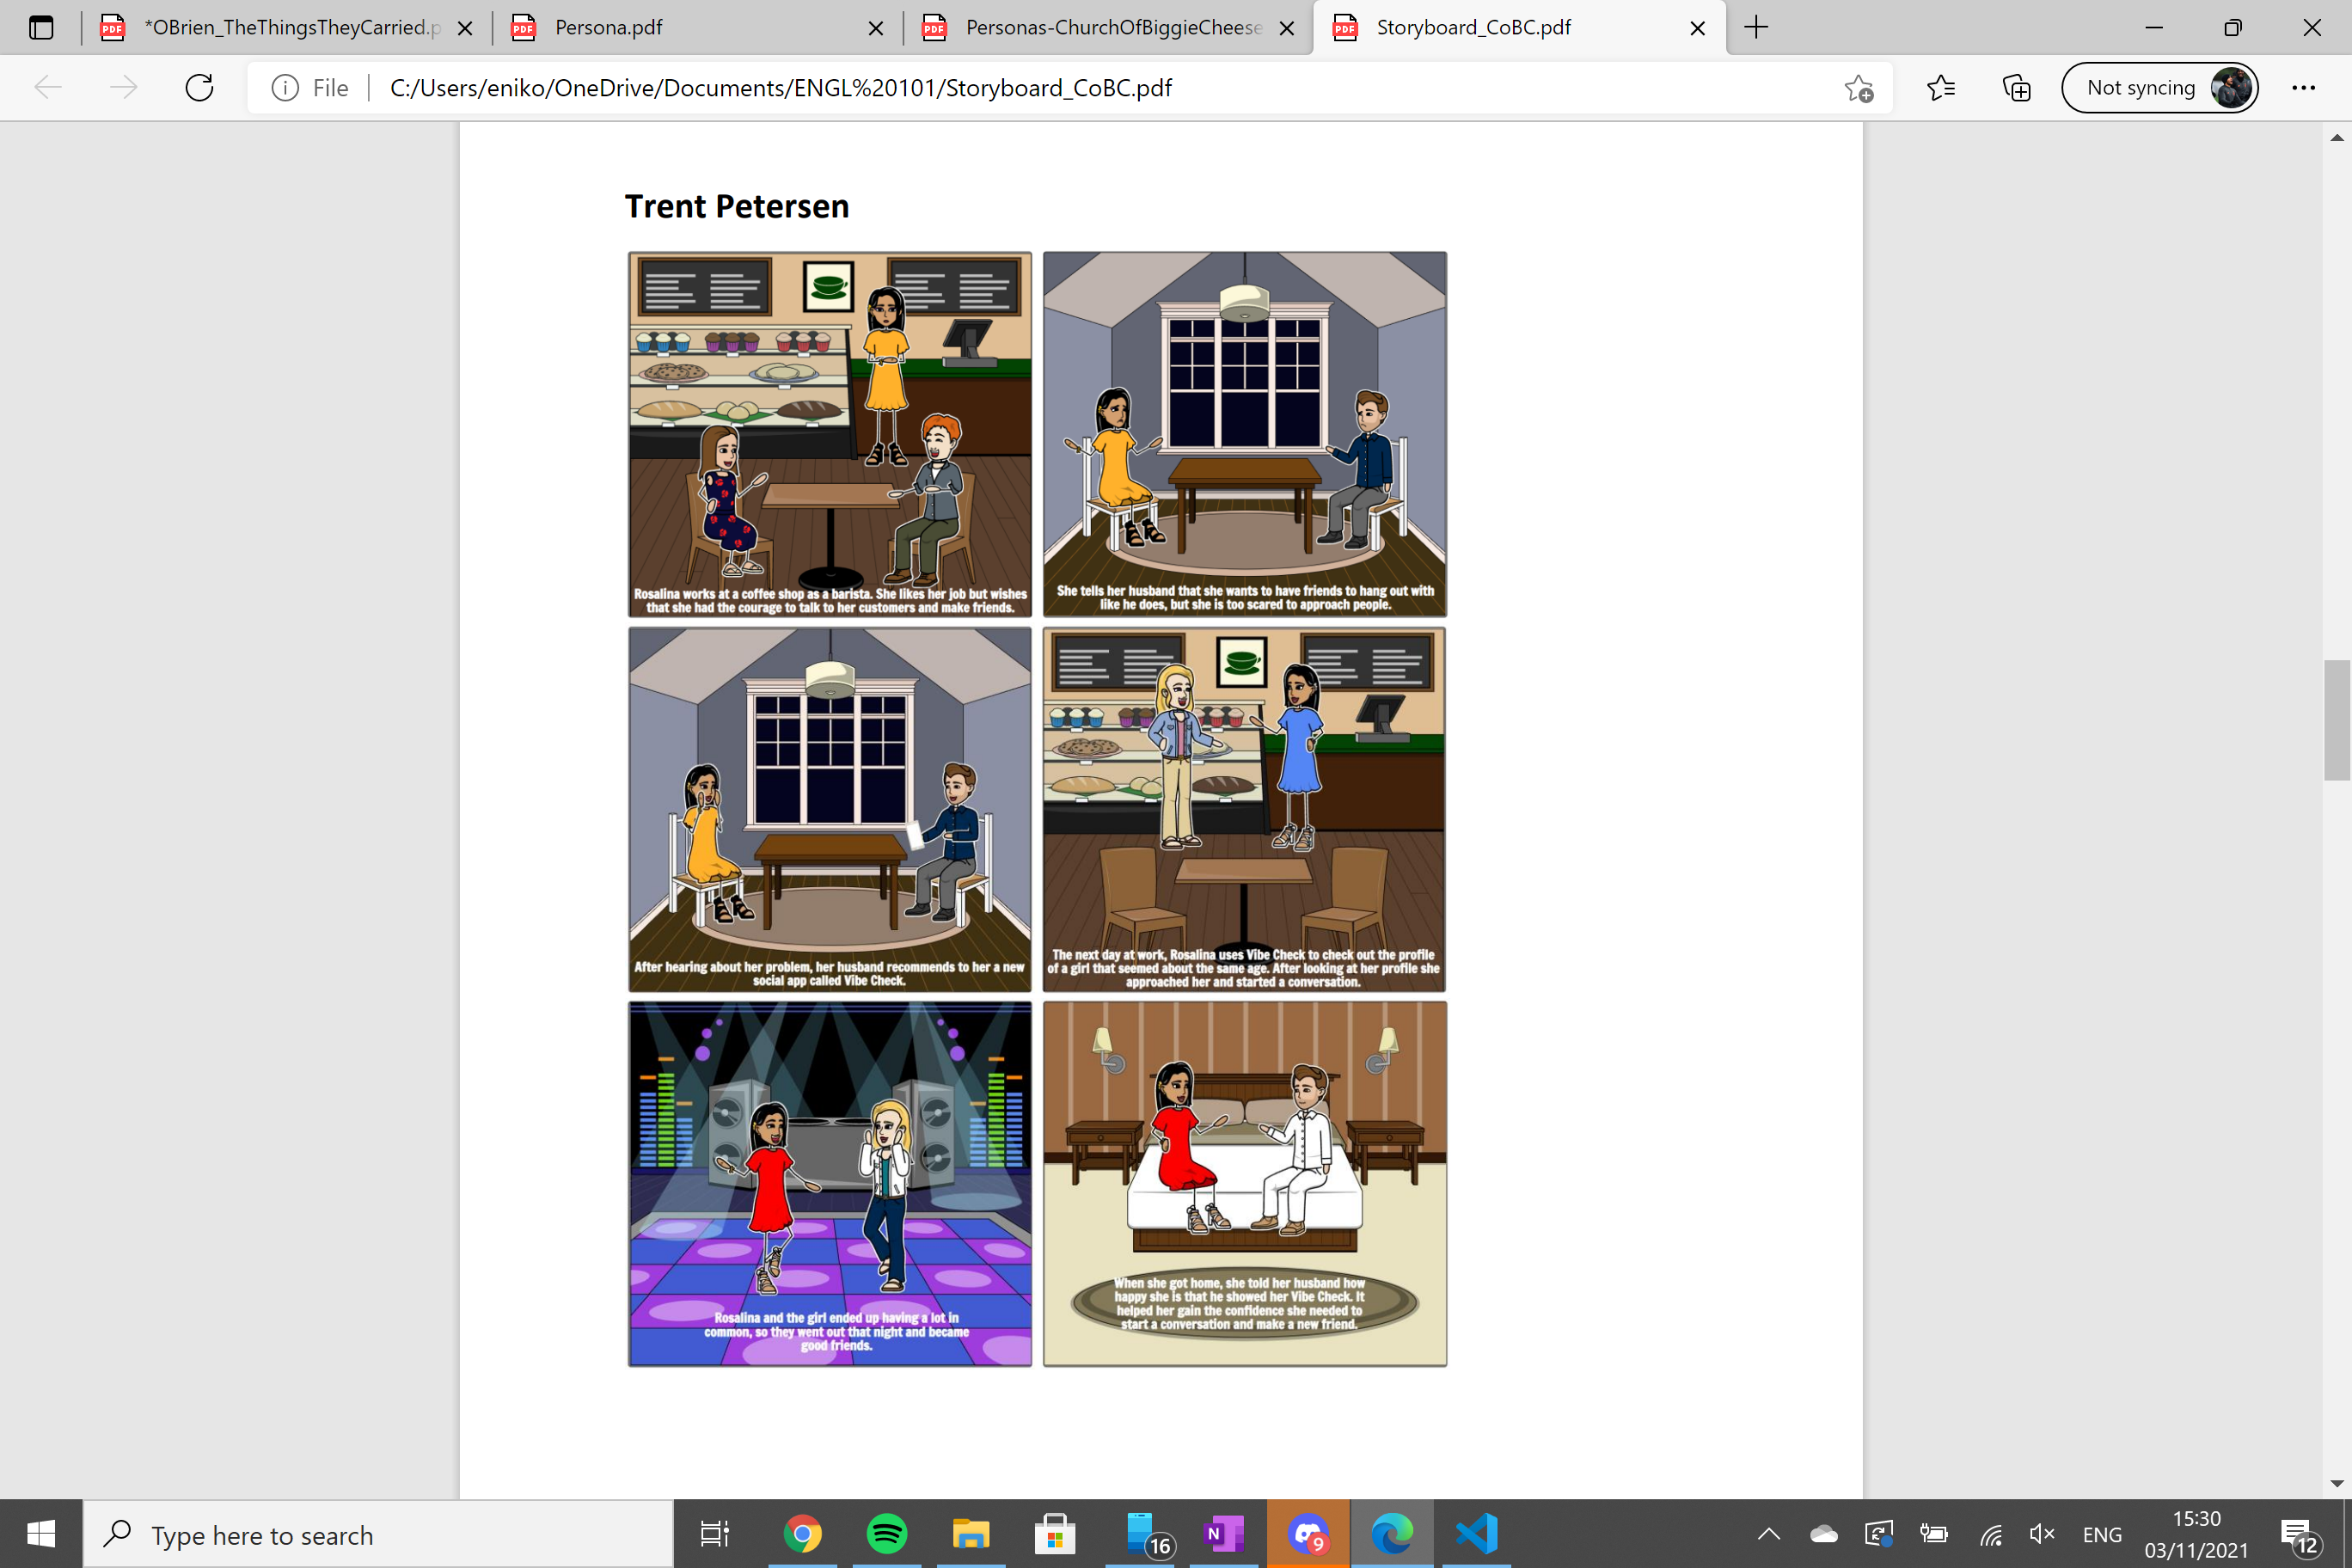 *OBrien_TheThingsTheyCarried.p
Persona.pdf
Personas-ChurchOfBiggieCheese
Storyboard_CoBC.pdf
File
C:/Users/eniko/OneDrive/Documents/ENGL%20101/Storyboard_CoBC.pdf
Not syncing
Trent Petersen
Rosalina works at a coffee shop as a barista. She likes her job but wishes
that she had the courage to talk to her customers and make friends.
She tells her husband that she wants to have friends to hang out with
like he does, but she is too scared to approach people.
After hearing about her problem, her husband recommends to her a new
social app called Vibe Check.
The next day at work, Rosalina uses Vibe Check to check out the profile
of a girl that seemed about the same age. After looking at her profile she
approached her and started a conversation.
Rosalina and the girl ended up having a lot in
common, so they went out that night and became
good friends.
When she got home, she told her husband how
happy she is that he showed her Vibe Check. It
helped her gain the confidence she needed to
start a conversation and make a new friend.
Type here to search
16
N
9
ENG
15:30
03/11/2021
12